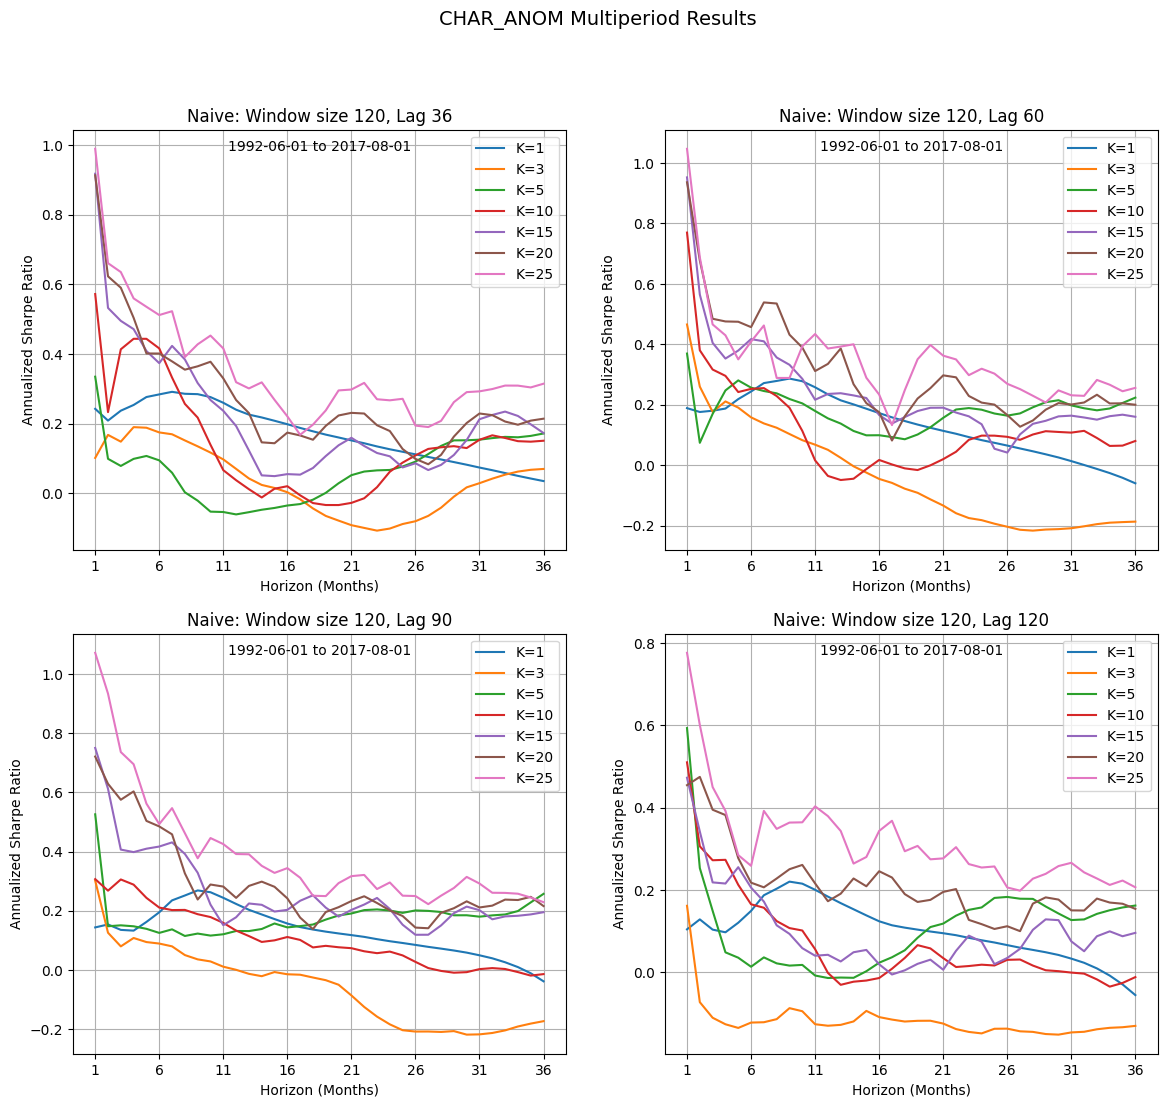 CHAR_ANOM Multiperiod Results
Naive: Window size 120, Lag 36
1992-06-01 to 2017-08-01
K=1
K=3
K=5
K=10
K=15
K=20
K=25
Annualized Sharpe Ratio
1.0
0.8
0.6
0.4
0.2
0.0
1 6 11 16 21 26 31 36
Horizon (Months)
Naive: Window size 120, Lag 60
1992-06-01 to 2017-08-01
K=1
K=3
K=5
K=10
K=15
K=20
K=25
Annualized Sharpe Ratio
1.0
0.8
0.6
0.4
0.2
0.0
−0.2
1 6 11 16 21 26 31 36
Horizon (Months)
Naive: Window size 120, Lag 90
1992-06-01 to 2017-08-01
K=1
K=3
K=5
K=10
K=15
K=20
K=25
Annualized Sharpe Ratio
1.0
0.8
0.6
0.4
0.2
0.0
−0.2
1 6 11 16 21 26 31 36
Horizon (Months)
Naive: Window size 120, Lag 120
1992-06-01 to 2017-08-01
K=1
K=3
K=5
K=10
K=15
K=20
K=25
Annualized Sharpe Ratio
0.8
0.6
0.4
0.2
0.0
1 6 11 16 21 26 31 36
Horizon (Months)